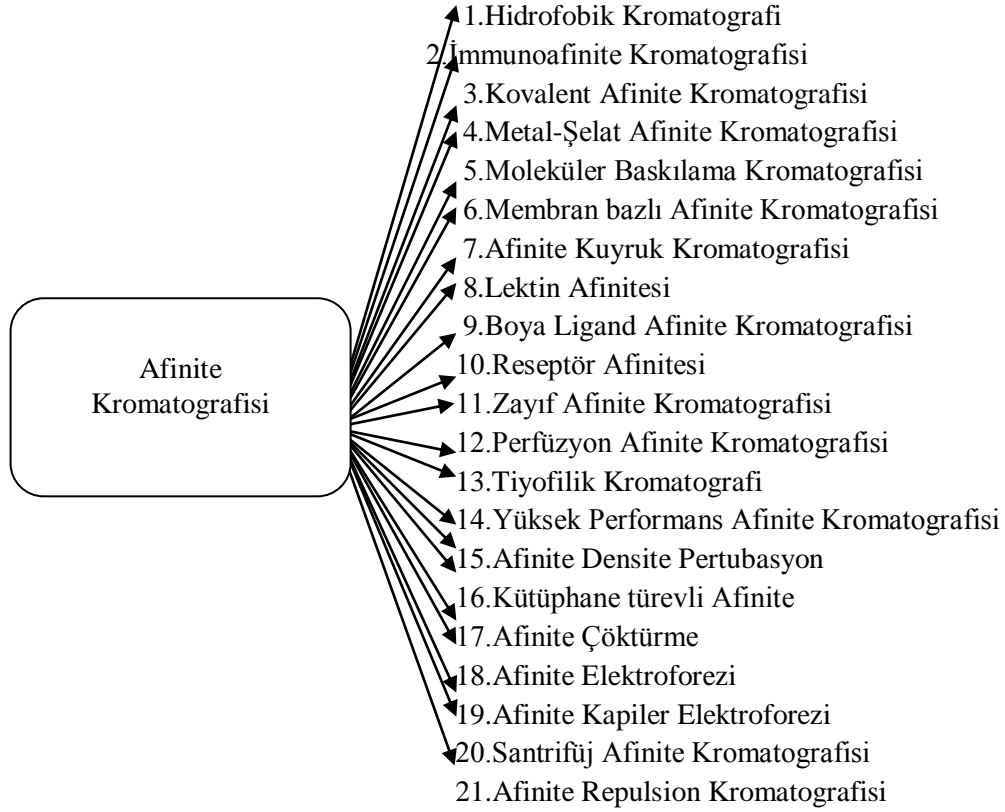 1.Hidrofobik Kromatografi
2.İmmunoafinite Kromatografisi
3.Kovalent Afinite Kromatografisi
4.Metal-Şelat Afinite Kromatografisi
5.Moleküler Baskılama Kromatografisi
6.Membran bazlı Afinite Kromatografisi
7.Afinite Kuyruk Kromatografisi
8.Lektin Afinitesi
9.Boya Ligand Afinite Kromatografisi
Afinite
Kromatografisi
10.Reseptör Afinitesi
11.Zayıf Afinite Kromatografisi
12.Perfüzyon Afinite Kromatografisi
13.Tiyofilik Kromatografi
14.Yüksek Performans Afinite Kromatografisi
15.Afinite Densite Pertubasyon
16.Kütüphane türevli Afinite
17.Afinite Çöktürme
18.Afinite Elektroforezi
19.Afinite Kapiler Elektroforezi
20.Santrifüj Afinite Kromatografisi
21.Afinite Repulsion Kromatografisi